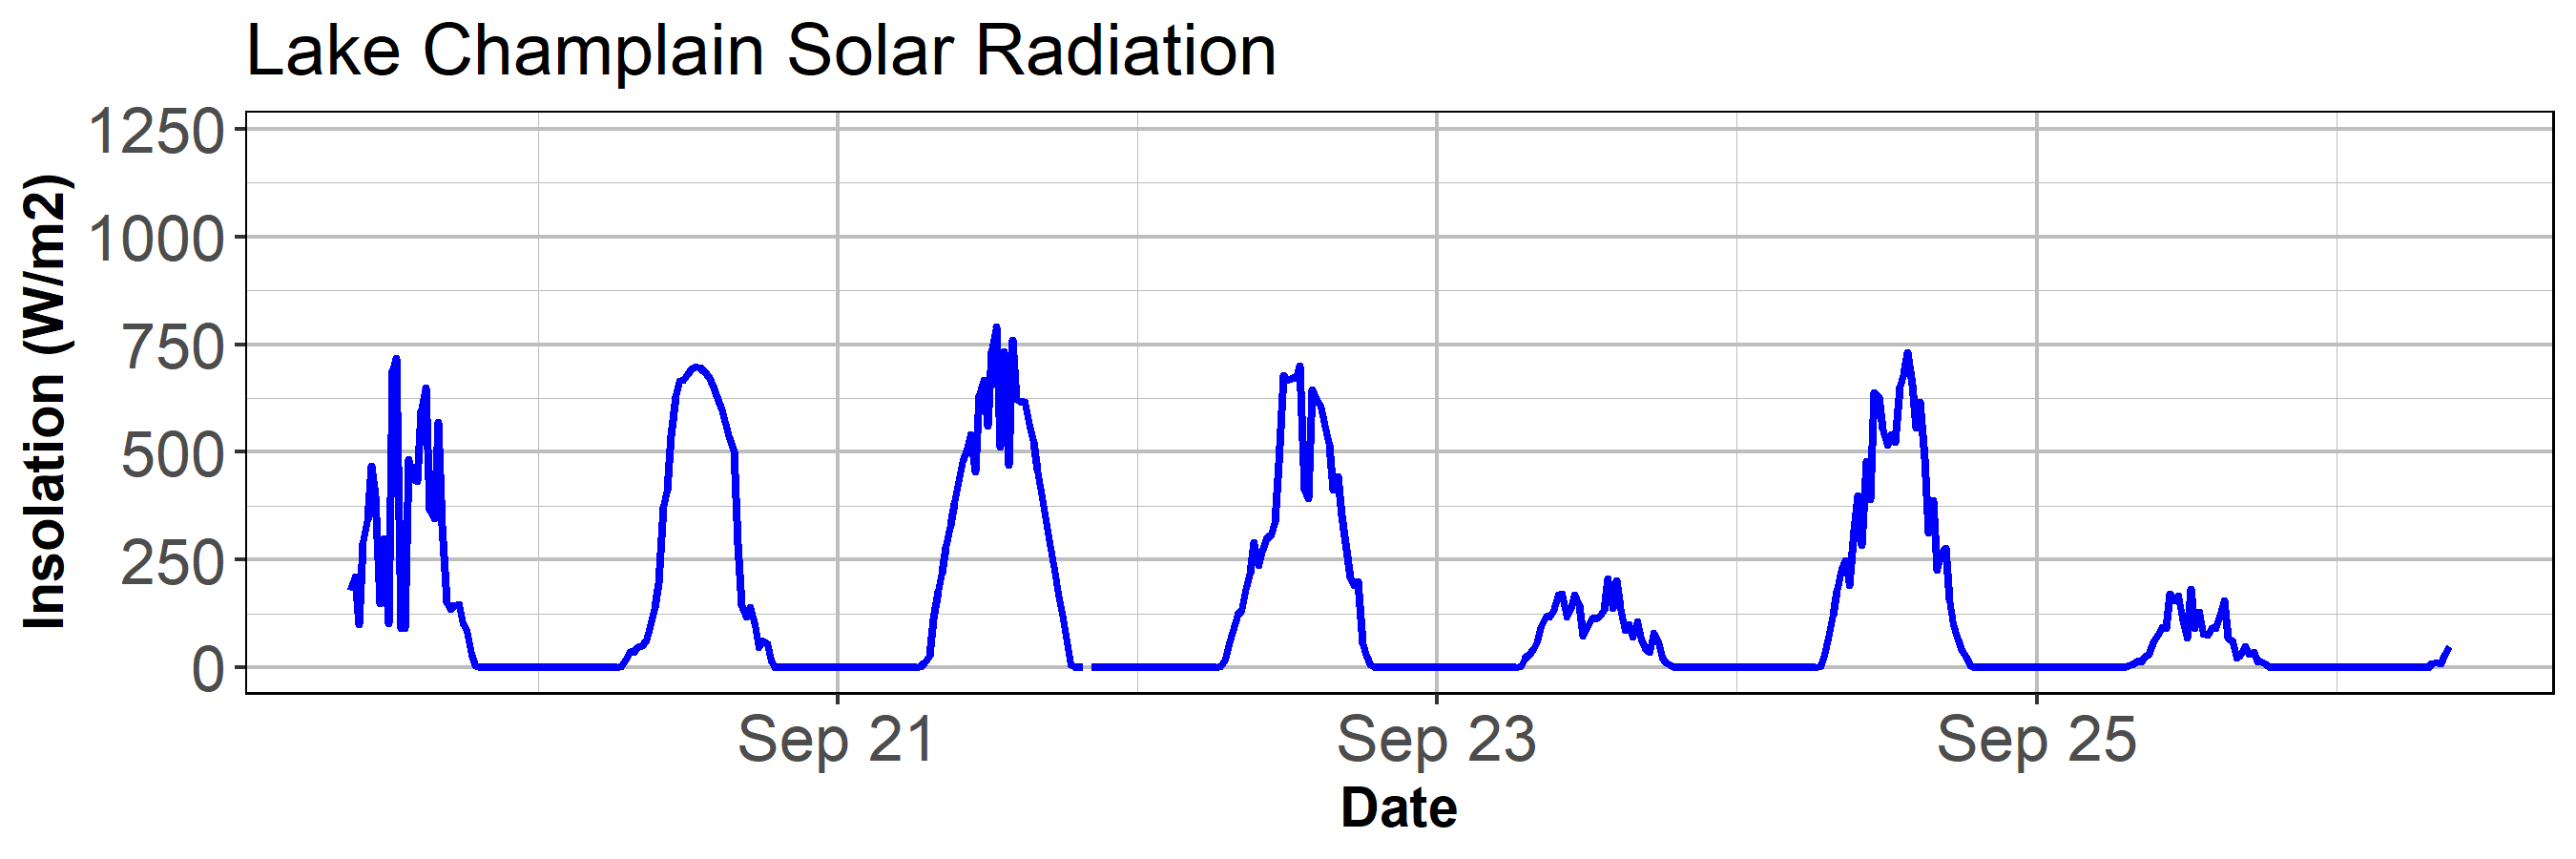 Lake Champlain Solar Radiation
1250
1000
750
500
250
0
Insolation (W/m2)
Sep 21 Sep 23 Sep 25
Date